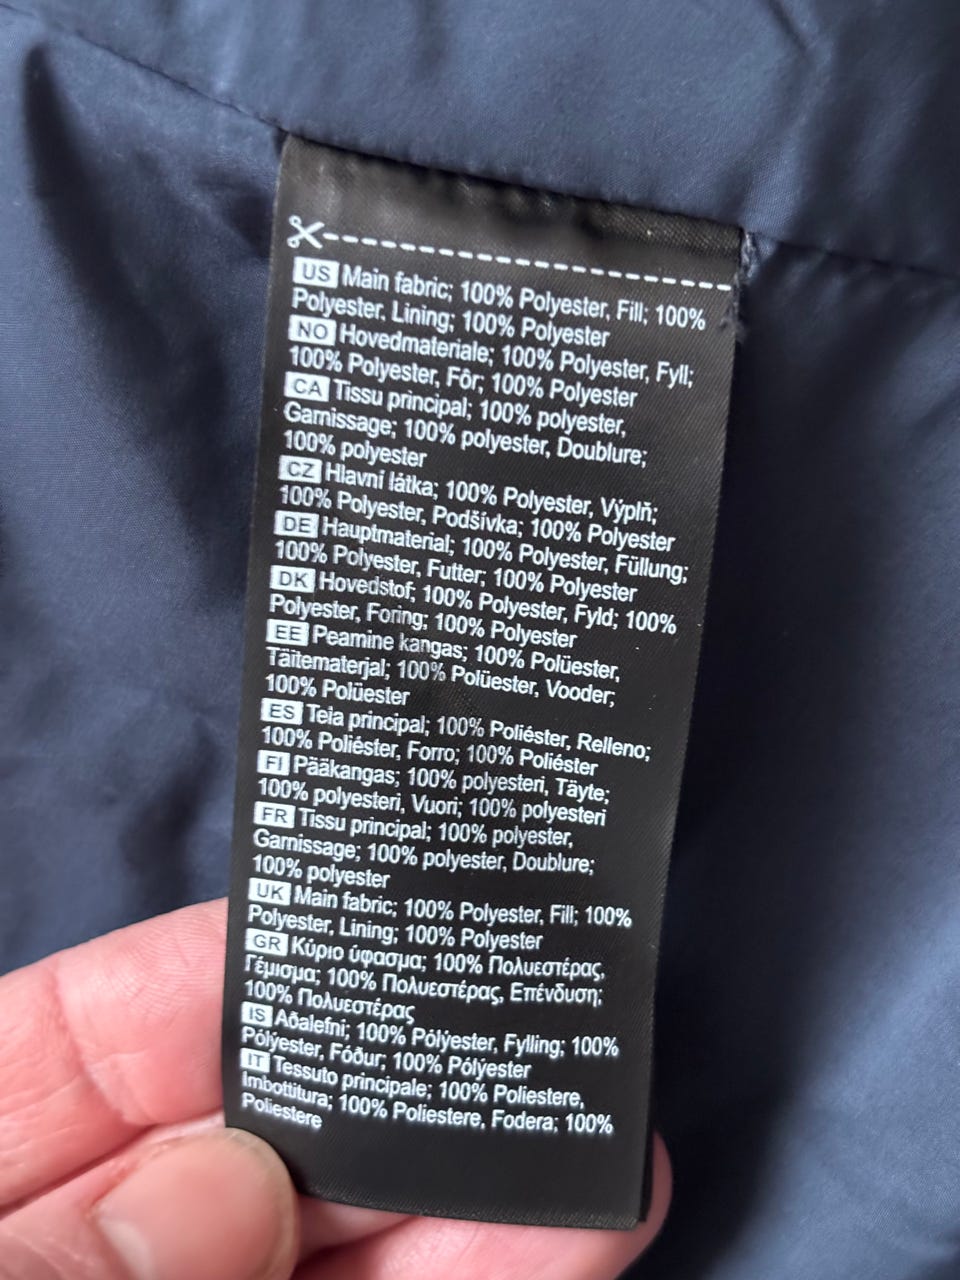 US Main fabric; 100% Polyester, Fill; 100%
Polyester, Lining; 100% Polyester
NO Hovedmateriale; 100% Polyester, Fyll;
100% Polyester, Fôr; 100% Polyester
CA Tissu principal; 100% polyester,
Garnissage; 100% polyester, Doublure;
100% polyester
CZ Hlavní látka; 100% Polyester, Výplň;
100% Polyester, Podšívka; 100% Polyester
DE Hauptmaterial; 100% Polyester, Füllung;
100% Polyester, Futter; 100% Polyester
DK Hovedstof; 100% Polyester, Fyld; 100%
Polyester, Foring; 100% Polyester
EE Peamine kangas; 100% Polüester,
Täitematerjal; 100% Polüester, Vooder;
100% Polüester
ES Teia principal; 100% Poliéster, Relleno;
100% Poliéster, Forro; 100% Poliéster
FI Pääkangas; 100% polyesteri, Täyte;
100% polyesteri, Vuori; 100% polyesteri
FR Tissu principal; 100% polyester,
Garnissage; 100% polyester, Doublure;
100% polyester
UK Main fabric; 100% Polyester, Fill; 100%
Polyester, Lining; 100% Polyester
GR Κύριο ύφασμα; 100% Πολυεστέρας,
Γέμισμα; 100% Πολυεστέρας, Επένδυση;
100% Πολυεστέρας
IS Aðalefni; 100% Pólýester, Fylling; 100%
Pólýester, Fóður; 100% Pólýester
IT Tessuto principale; 100% Poliestere,
Imbottitura; 100% Poliestere, Fodera; 100%
Poliestere